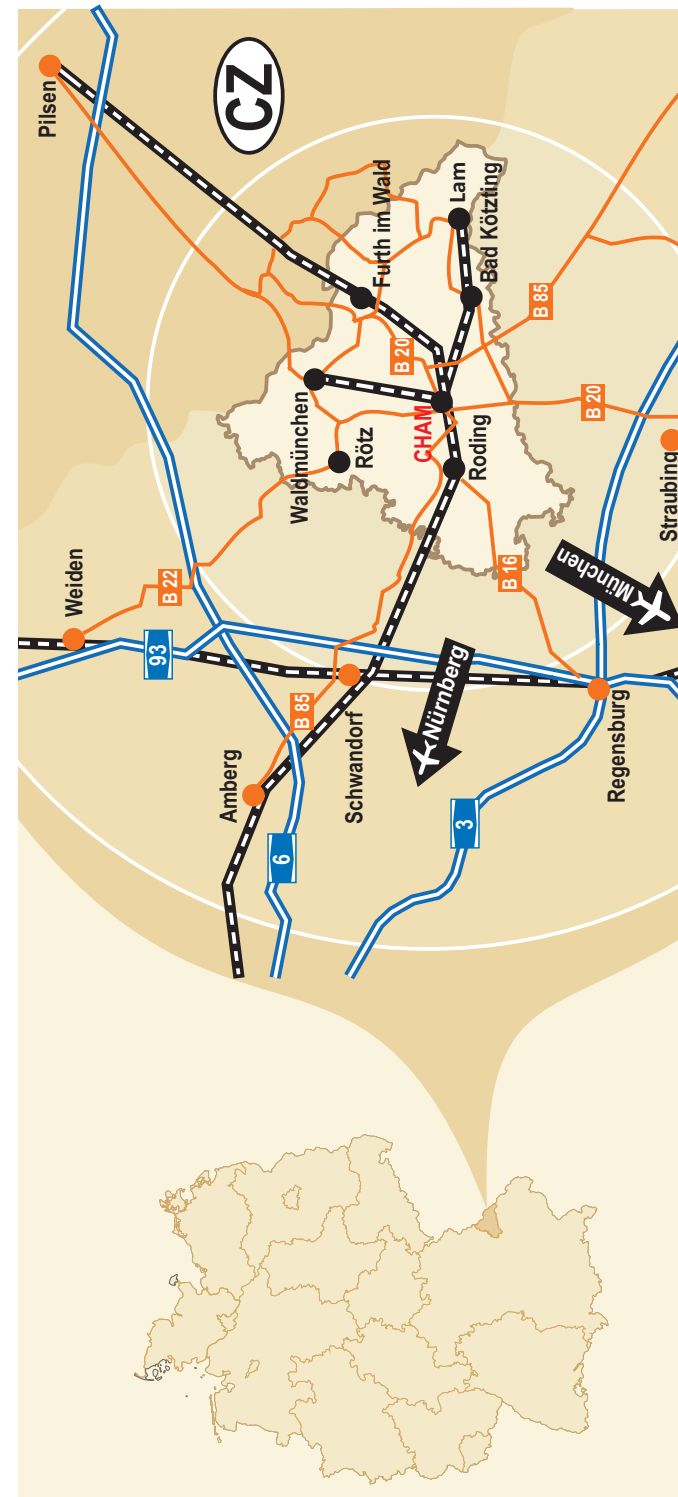 Pilsen
CZ
Weiden
B 22
93
Waldmünchen
Furth im Wald
Rötz
B 20
Lam
Amberg
B 85
Schwandorf
CHAM
Roding
Bad Kötzting
6
Nürnberg
B 16
B 85
B 20
3
München
Straubing
Regensburg